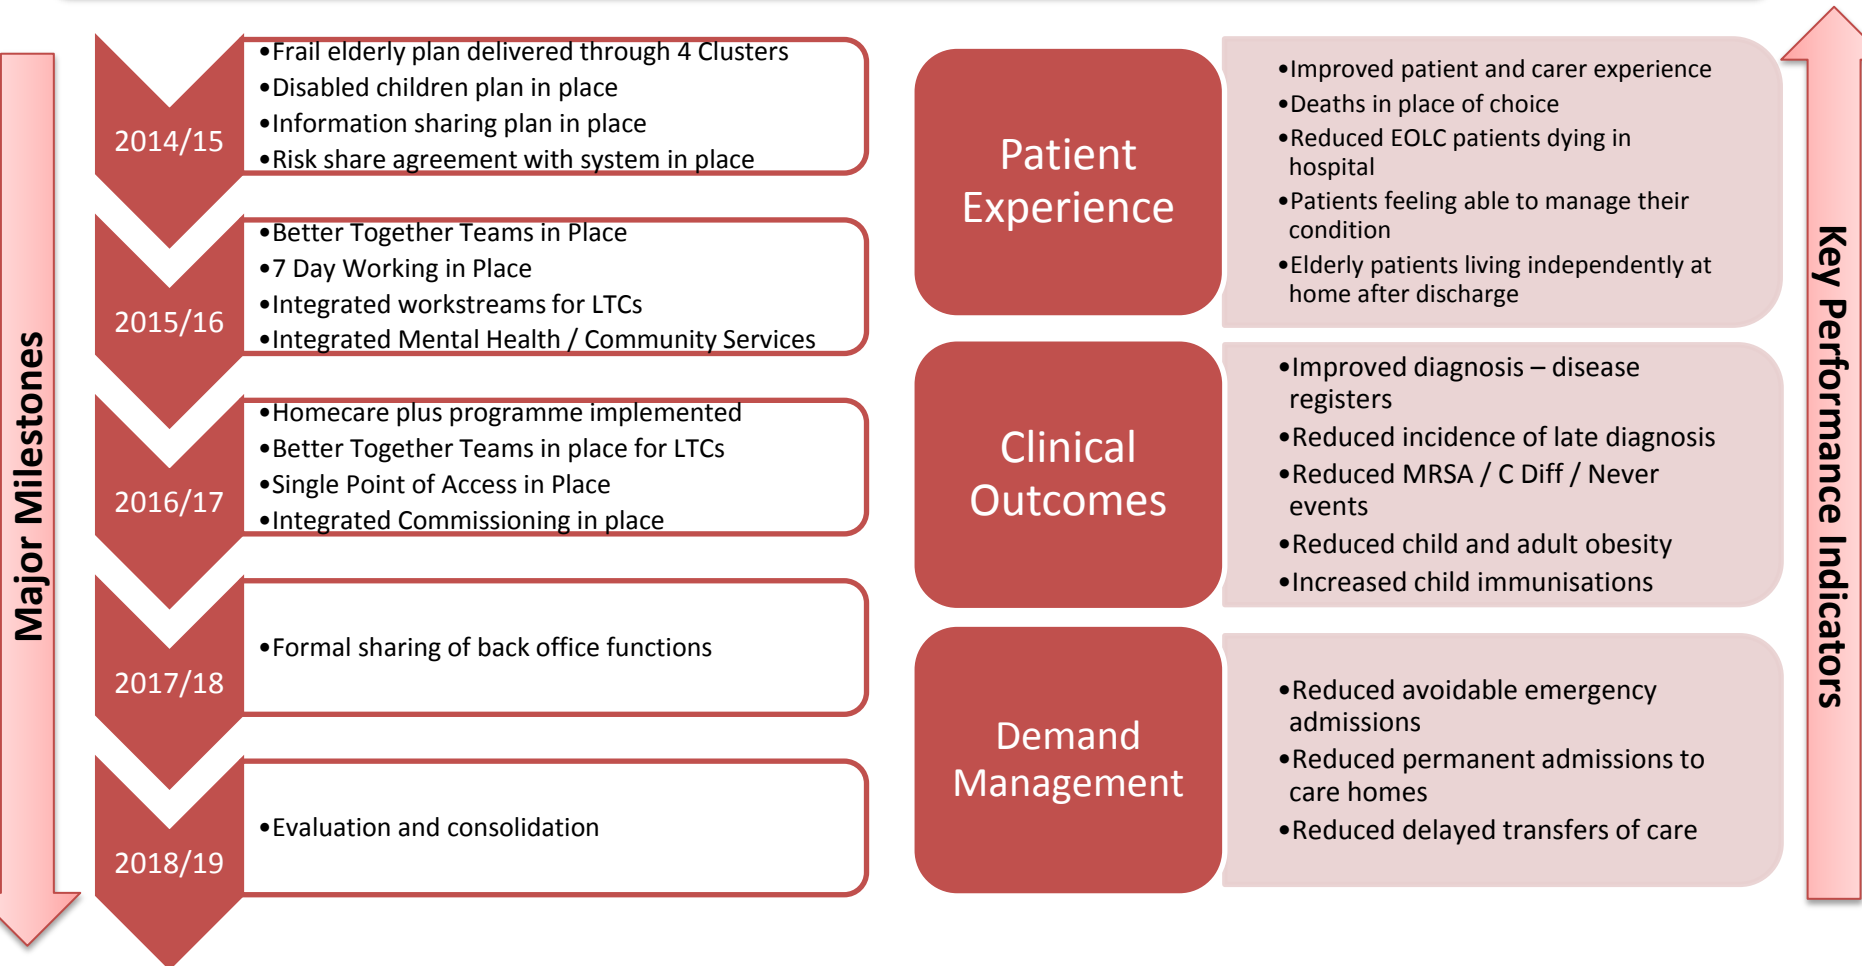 Major Milestones
2014/15
•Frail elderly plan delivered through 4 Clusters
•Disabled children plan in place
•Information sharing plan in place
•Risk share agreement with system in place
2015/16
•Better Together Teams in Place
•7 Day Working in Place
•Integrated workstreams for LTCs
•Integrated Mental Health / Community Services
2016/17
•Homecare plus programme implemented
•Better Together Teams in place for LTCs
•Single Point of Access in Place
•Integrated Commissioning in place
2017/18
•Formal sharing of back office functions
2018/19
•Evaluation and consolidation
Patient
Experience
•Improved patient and carer experience
•Deaths in place of choice
•Reduced EOLC patients dying in
hospital
•Patients feeling able to manage their
condition
•Elderly patients living independently at
home after discharge
Clinical
Outcomes
•Improved diagnosis – disease
registers
•Reduced incidence of late diagnosis
•Reduced MRSA / C Diff / Never
events
•Reduced child and adult obesity
•Increased child immunisations
Demand
Management
•Reduced avoidable emergency
admissions
•Reduced permanent admissions to
care homes
•Reduced delayed transfers of care
Key Performance Indicators